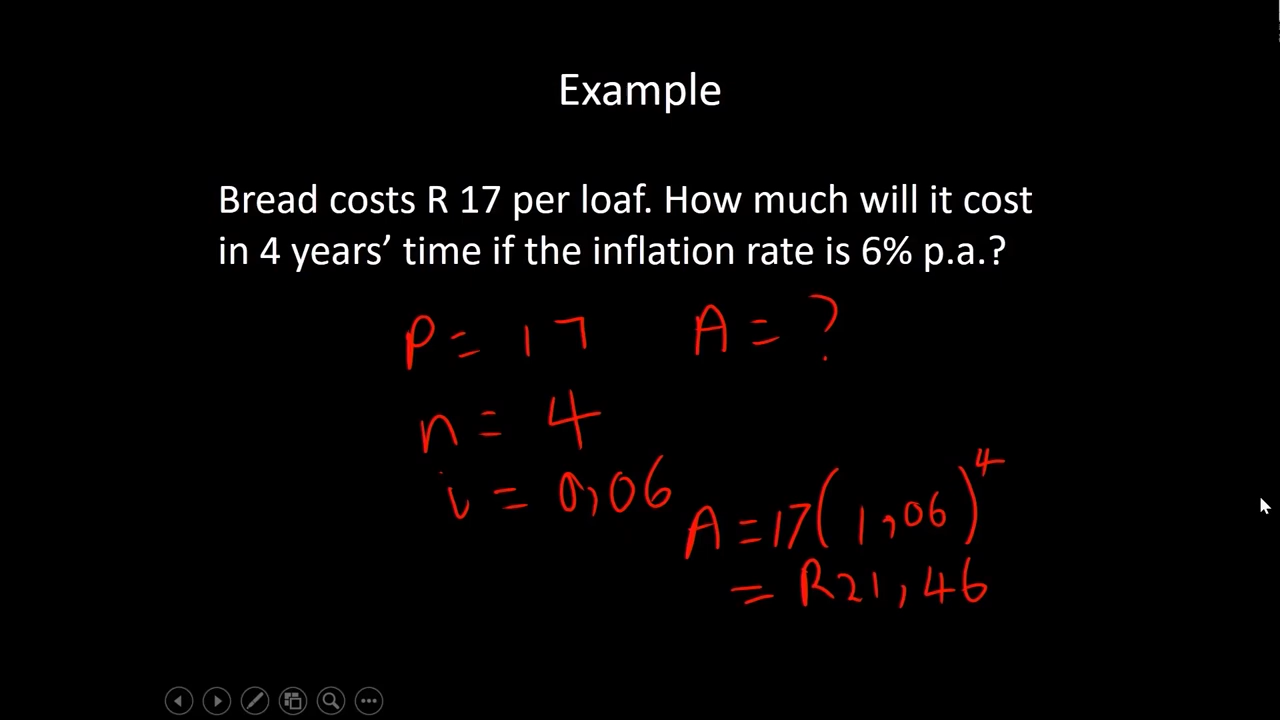 Example
Bread costs R 17 per loaf. How much will it cost
in 4 years’ time if the inflation rate is 6% p.a.?
P = 17 A = ?
n = 4
i = 0,06
A = 17(1,06)⁴
= R21,46